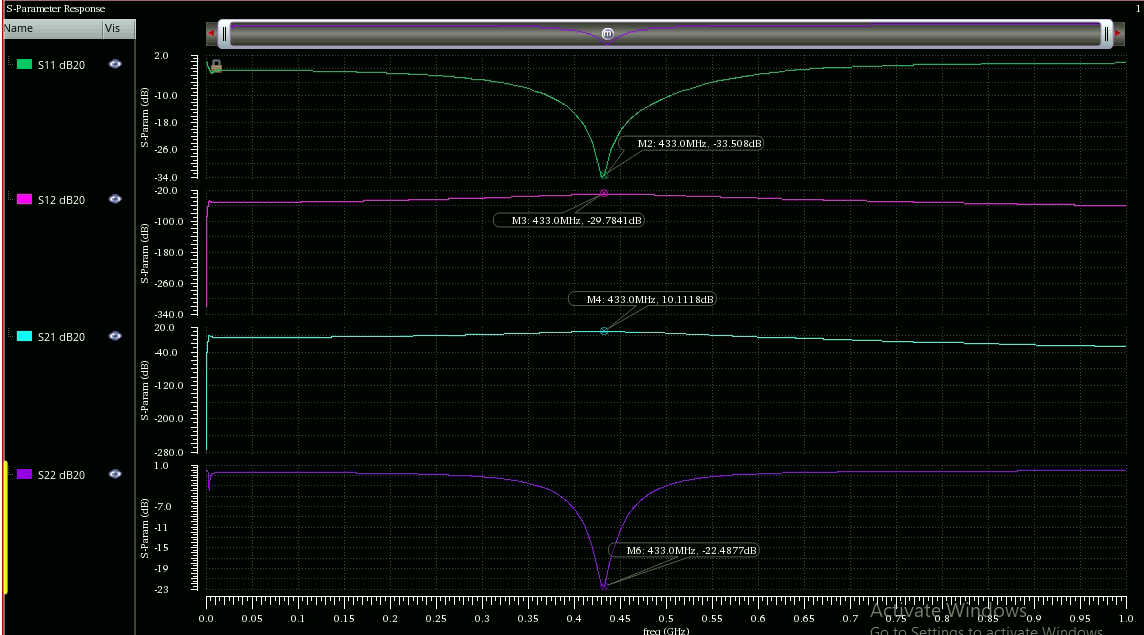 S-Parameter Response 1
Name Vis
S11 dB20
S12 dB20
S21 dB20
S22 dB20
m
2.0
-10.0
-18.0
-26.0
-34.0
S-Param (dB)
M2: 433.0MHz, -33.508dB
-20.0
-100.0
-180.0
-260.0
-340.0
S-Param (dB)
M3: 433.0MHz, -29.7841dB
20.0
-40.0
-120.0
-200.0
-280.0
S-Param (dB)
M4: 433.0MHz, 10.1118dB
1.0
-7.0
-11
-15
-19
-23
S-Param (dB)
M6: 433.0MHz, -22.4877dB
0.0 0.05 0.1 0.15 0.2 0.25 0.3 0.35 0.4 0.45 0.5 0.55 0.6 0.65 0.7 0.75 0.8 0.85 0.9 0.95 1.0
freq (GHz)
Activate Windows
Go to Settings to activate Windows.